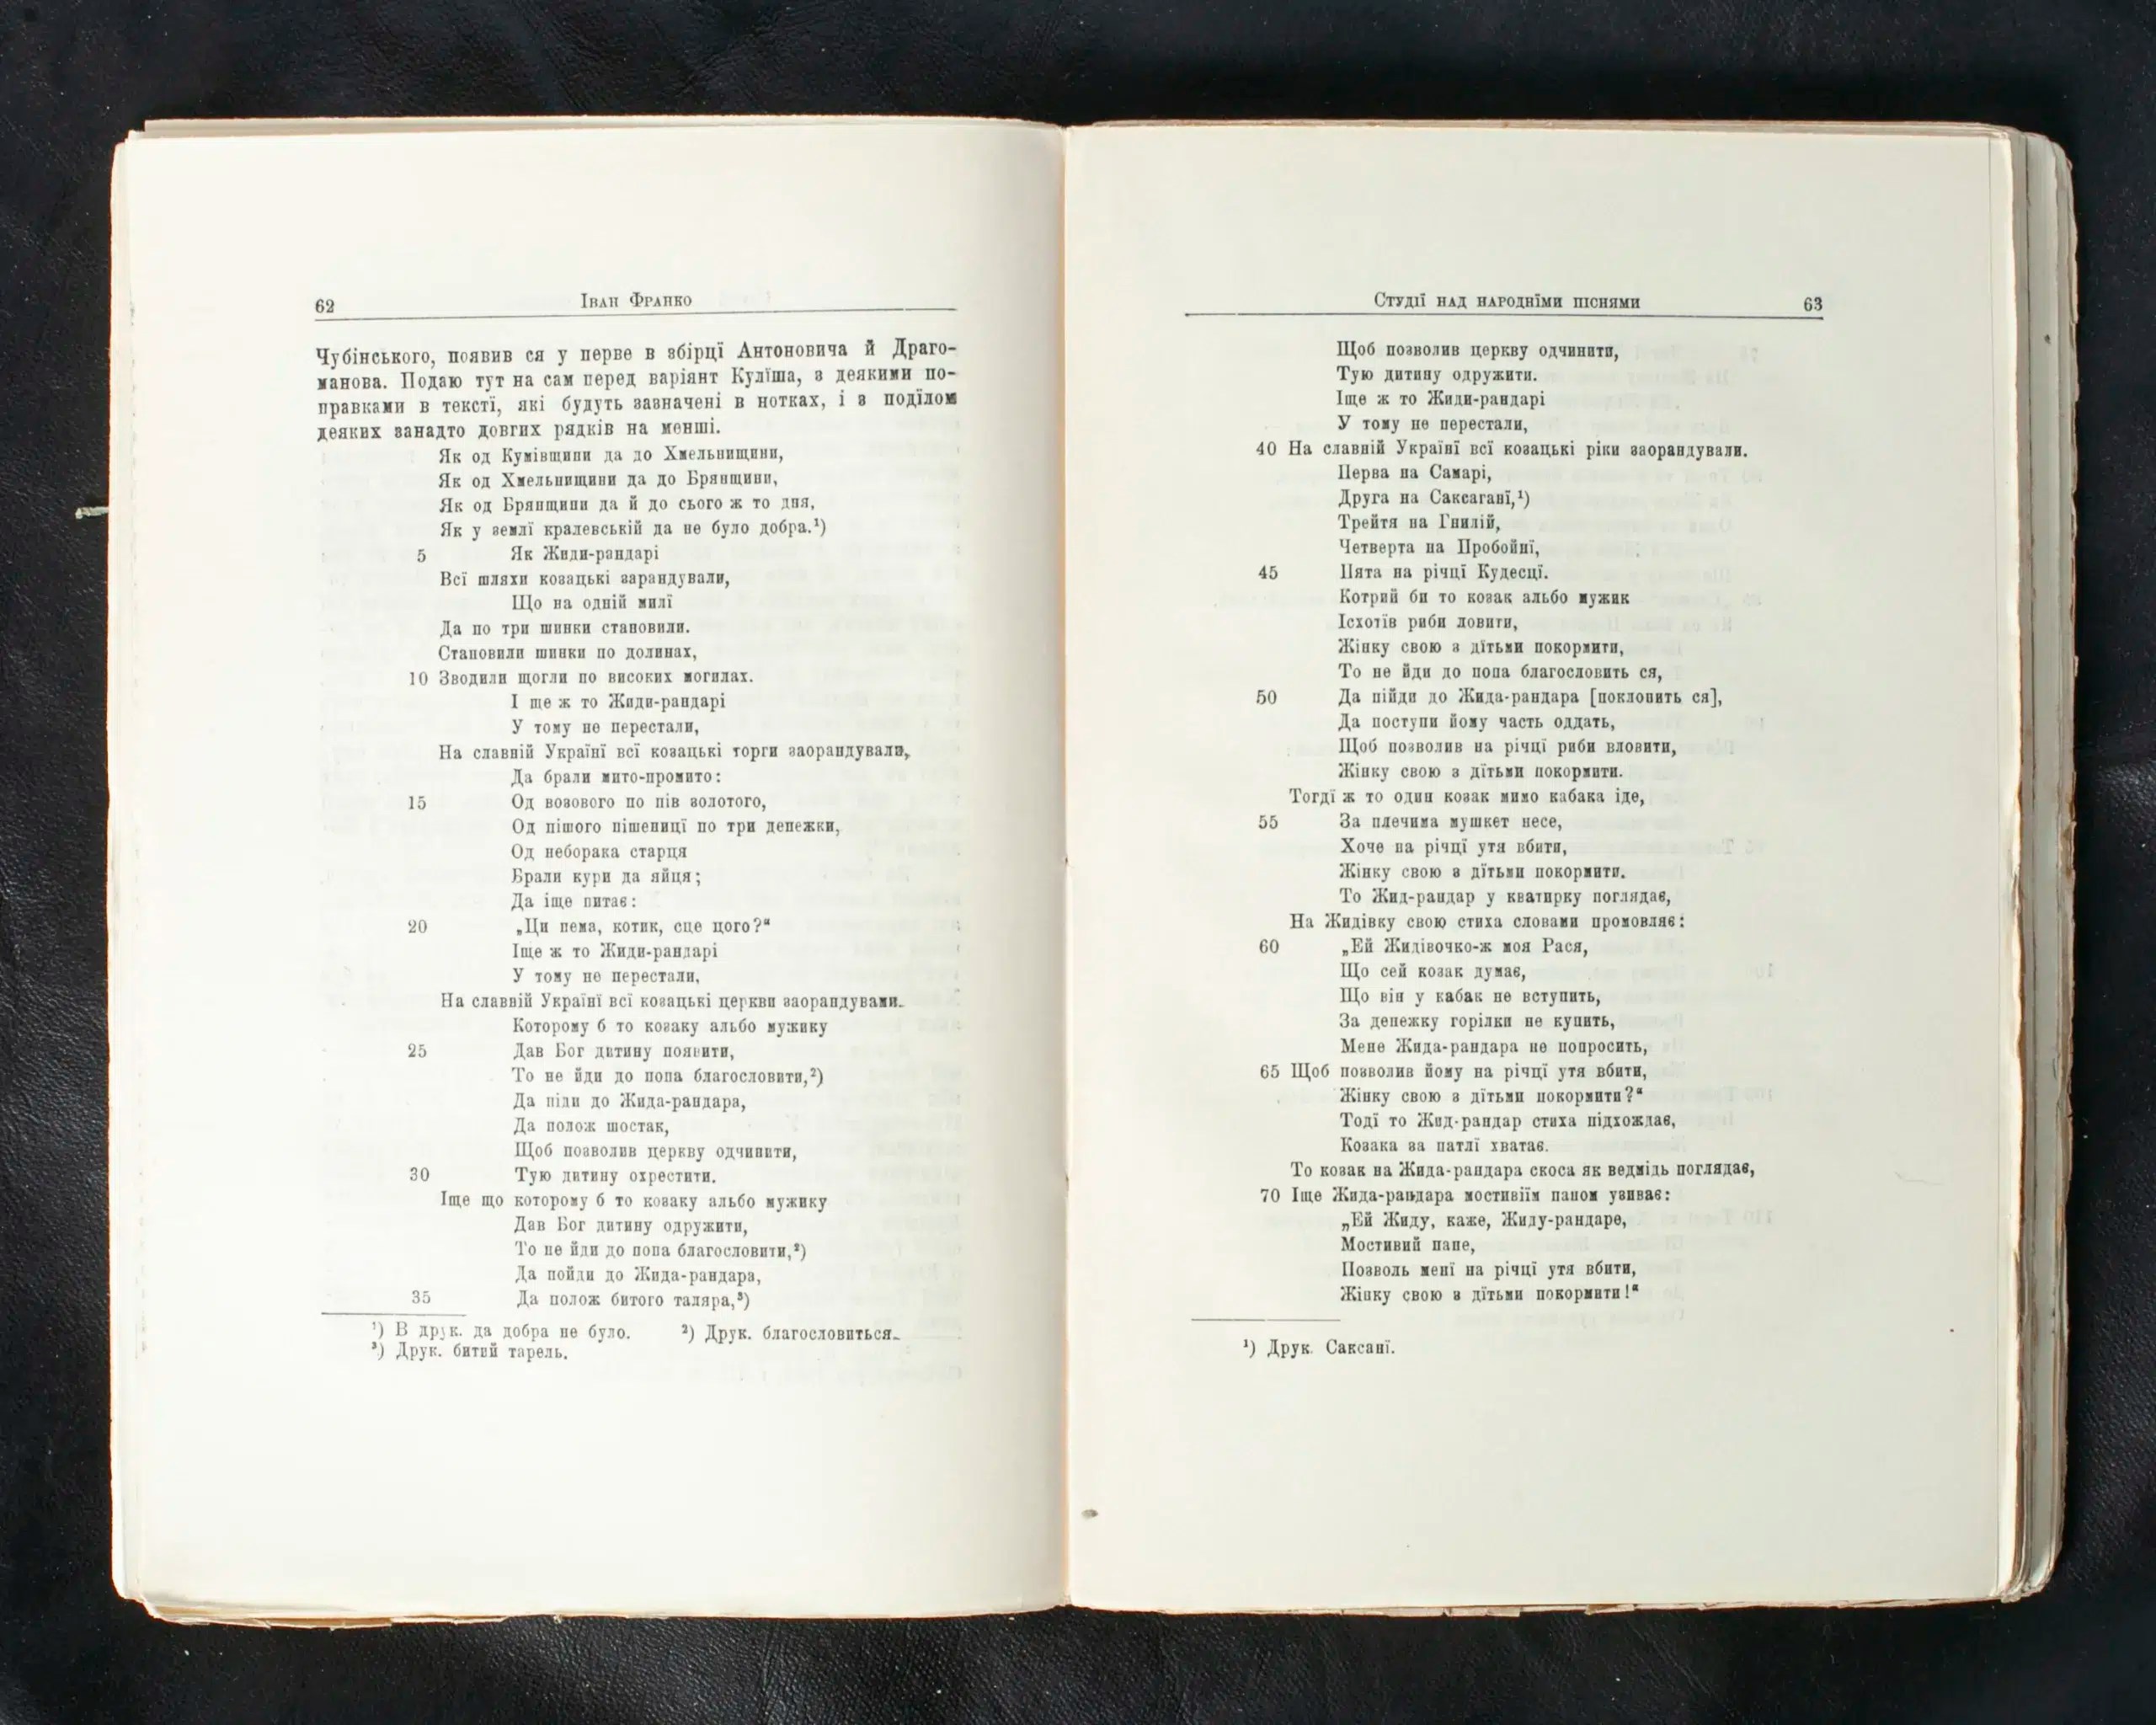 62
Іван Франко
Чубінського, появив ся у перве в збірці Антоновича й Драго-
манова. Подаю тут на сам перед варіянт Куліша, з деякими по-
правками в тексті, які будуть зазначені в нотках, і з поділом
деяких занадто довгих рядків на менші.
Як од Кумівщини да до Хмельнищини,
Як од Хмельнищини да до Брянщини,
Як од Брянщини да й до сього ж то дня,
Як у землї кралевській да не було добра.¹)
5 Як Жиди-рандарі
Всї шляхи козацькі зарандували,
Що на одній милї
Да по три шинки становили.
Становили шинки по долинах,
10 Зводили щогли по високих могилах.
І ще ж то Жиди-рандарі
У тому не перестали,
На славній Україні всї козацькі торги заорандували,
Да брали мито-промито:
15 Од возового по пів золотого,
Од пішого пішениці по три денежки,
Од неборака старця
Брали кури да яйця;
Да іще питає:
20 „Ци нема, котик, сце цого?“
Іще ж то Жиди-рандарі
У тому не перестали,
На славній Україні всї козацькі церкви заорандували.
Которому б то козаку альбо мужику
25 Дав Бог дитину появити,
То не йди до попа благословити,²)
Да піди до Жида-рандара,
Да полож шостак,
Щоб позволив церкву одчинити,
30 Тую дитину охрестити.
Іще що которому б то козаку альбо мужику
Дав Бог дитину одружити,
То не йди до попа благословити,²)
Да пойди до Жида-рандара,
35 Да полож битого таляра,³)
¹) В друк. да добра не було. ²) Друк. благословиться.
³) Друк. битий тарель.
Студії над народнїми піснями
63
Щоб позволив церкву одчинити,
Тую дитину одружити.
Іще ж то Жиди-рандарі
У тому не перестали,
40 На славній Україні всї козацькі ріки заорандували.
Перва на Самарі,
Друга на Саксаганї,¹)
Трейтя на Гнилій,
Четверта на Пробойнї,
45 Пята на річцї Кудесцї.
Котрий би то козак альбо мужик
Ісхотїв риби ловити,
Жінку свою з дїтьми покормити,
То не йди до попа благословить ся,
50 Да пійди до Жида-рандара [поклонить ся],
Да поступи йому часть оддать,
Щоб позволив на річцї риби вловити,
Жінку свою з дїтьми покормити.
Тогдї ж то один козак мимо кабака іде,
55 За плечима мушкет несе,
Хоче на річцї утя вбити,
Жінку свою з дїтьми покормити.
То Жид-рандар у кватирку поглядає,
На Жидівку свою стиха словами промовляє:
60 „Ей Жидівочко-ж моя Рася,
Що сей козак думає,
Що він у кабак не вступить,
За денежку горілки не купить,
Мене Жида-рандара не попросить,
65 Щоб позволив йому на річцї утя вбити,
Жінку свою з дїтьми покормити?“
Тоді то Жид-рандар стиха підхождає,
Козака за патлї хватає.
То козак на Жида-рандара скоса як ведмідь поглядає,
70 Іще Жида-рандара мостивіїм паном узиває:
„Ей Жиду, каже, Жиду-рандаре,
Мостивий пане,
Позволь менї на річцї утя вбити,
Жінку свою з дїтьми покормити!“
¹) Друк. Саксанї.